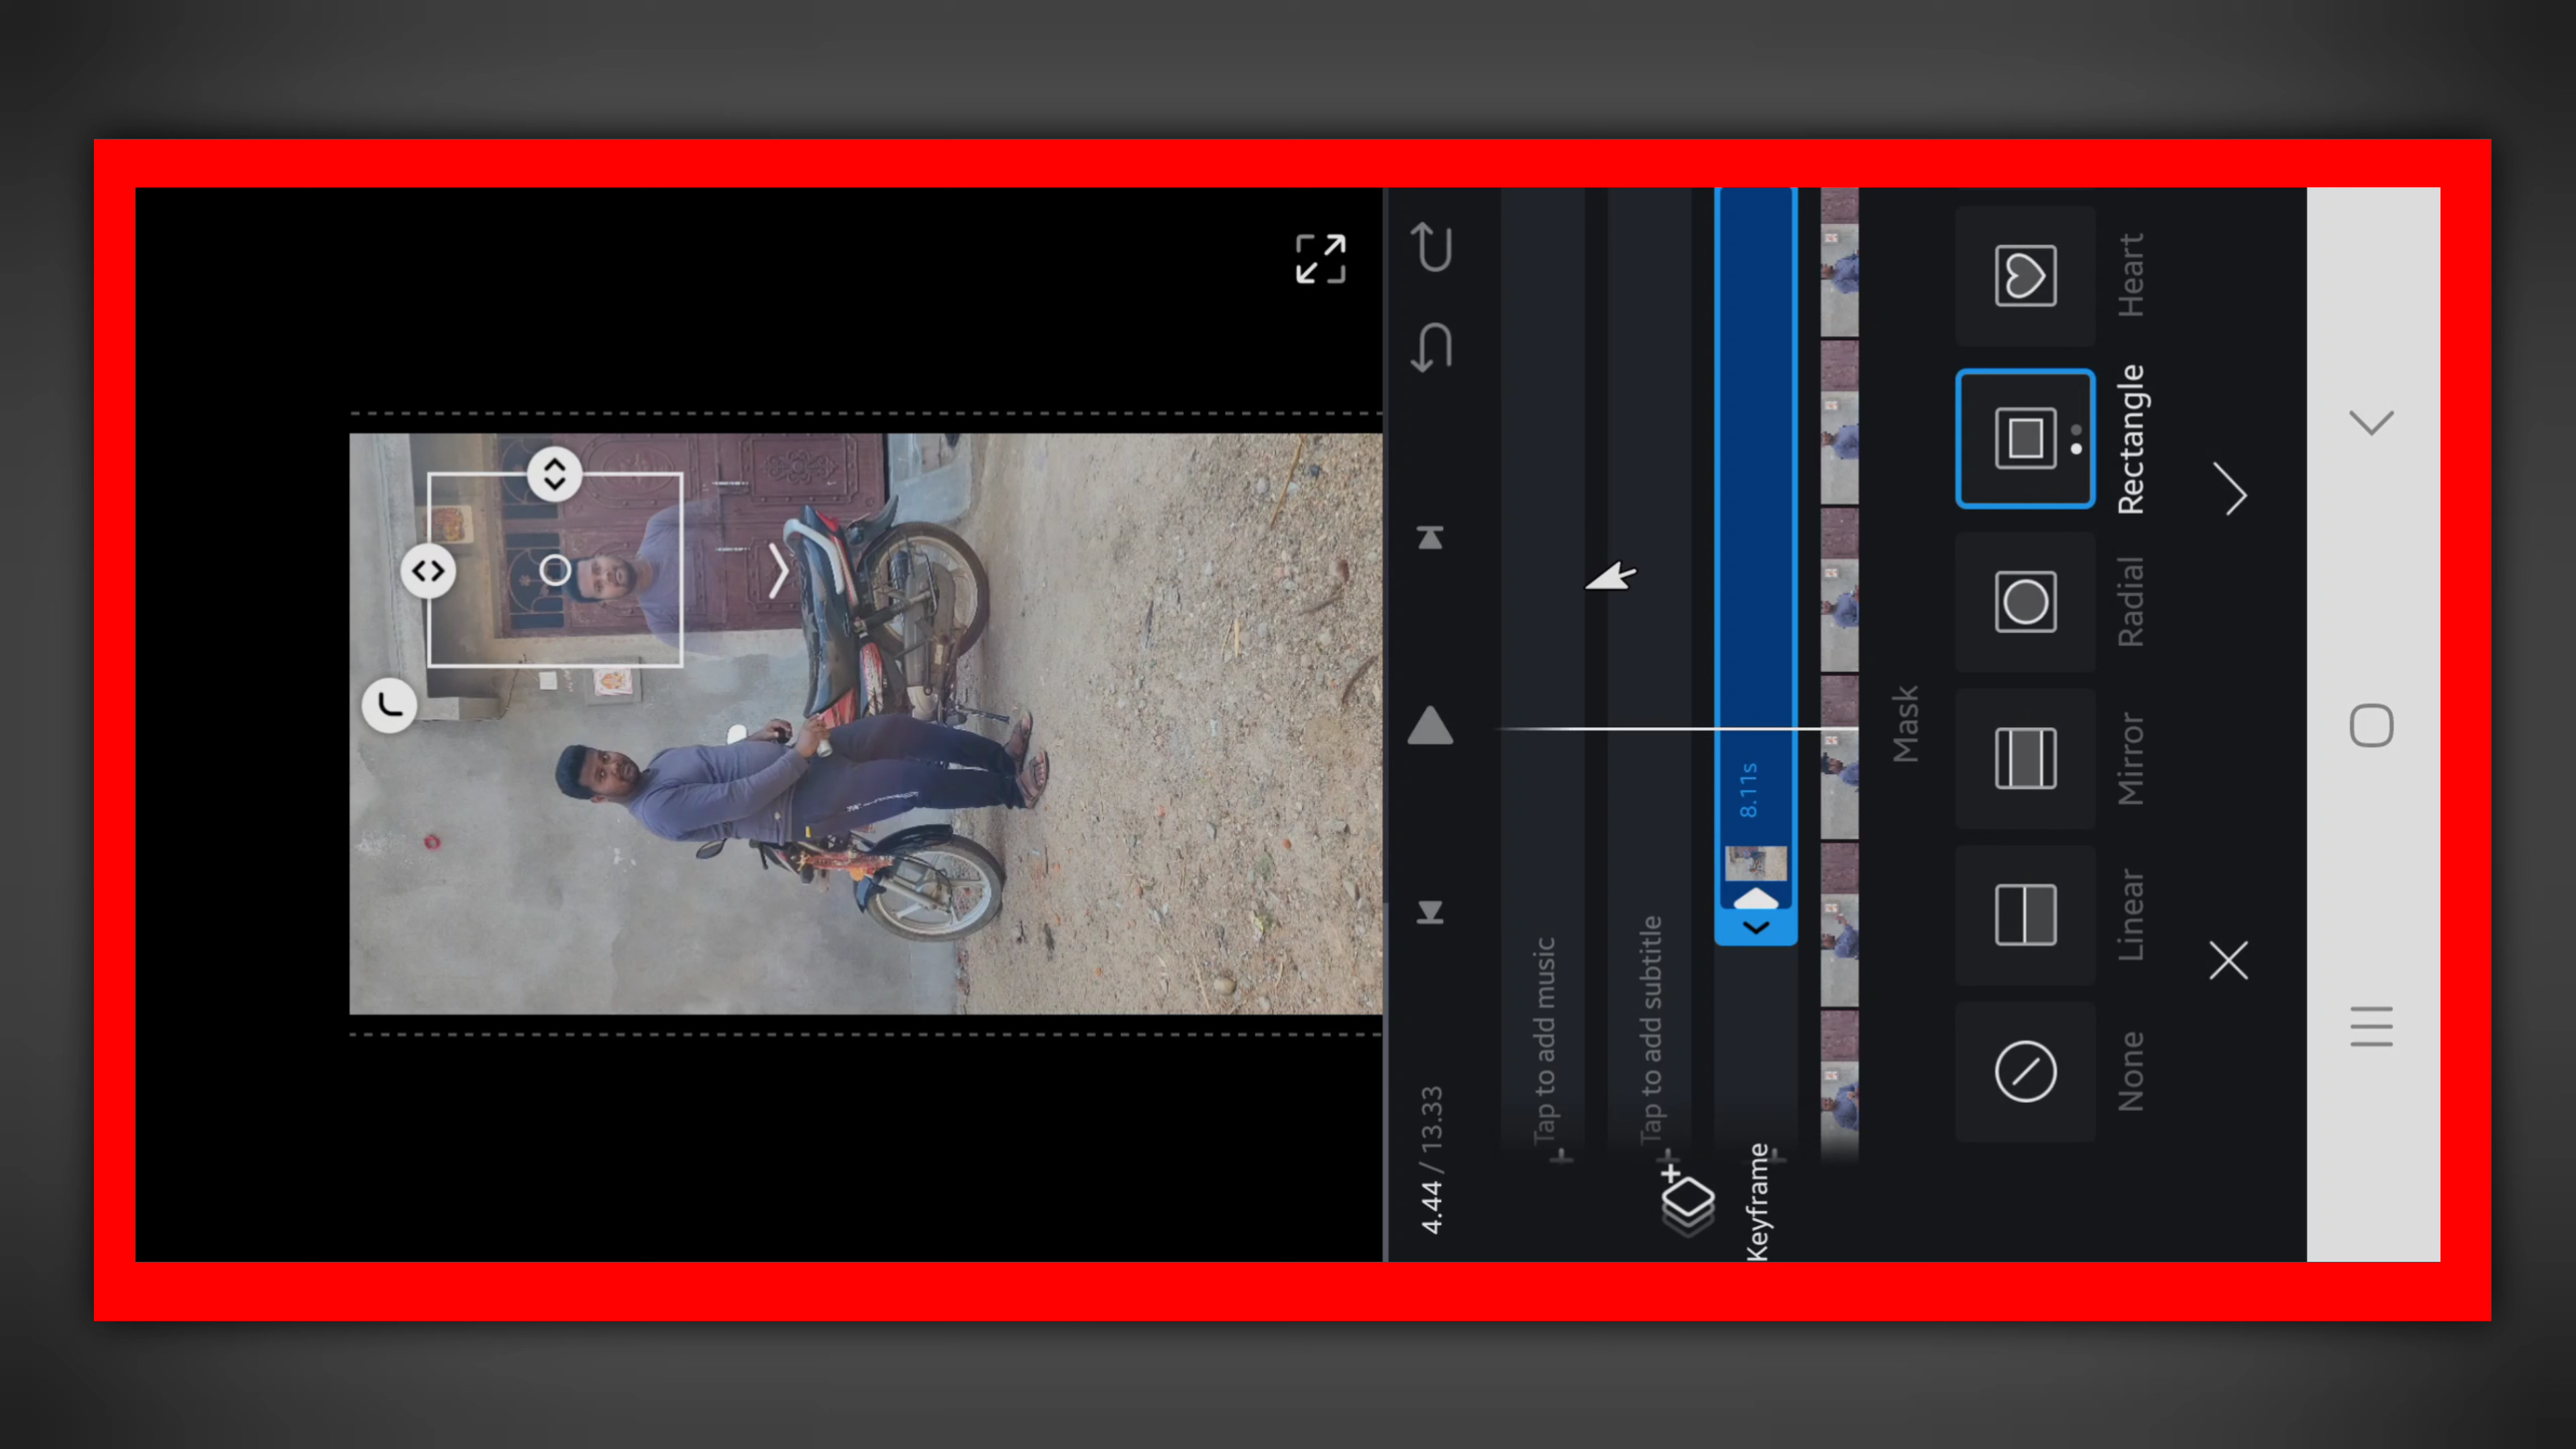 4.44 / 13.33
Tap to add music
Tap to add subtitle
Keyframe
8.11s
Mask
None
Linear
Mirror
Radial
Rectangle
Heart